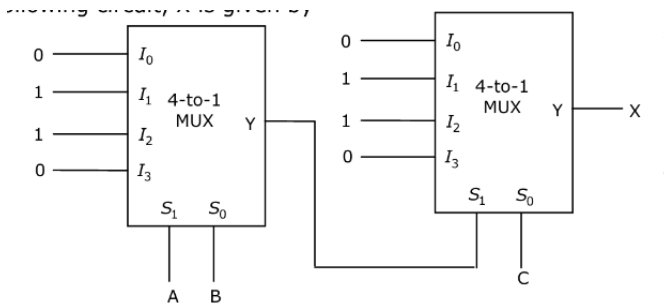 following circuit, X is given by
0 I0
1 I1
1 I2
0 I3
4-to-1
MUX
Y
S1 S0
A B
0 I0
1 I1
1 I2
0 I3
4-to-1
MUX
Y X
S1 S0
C